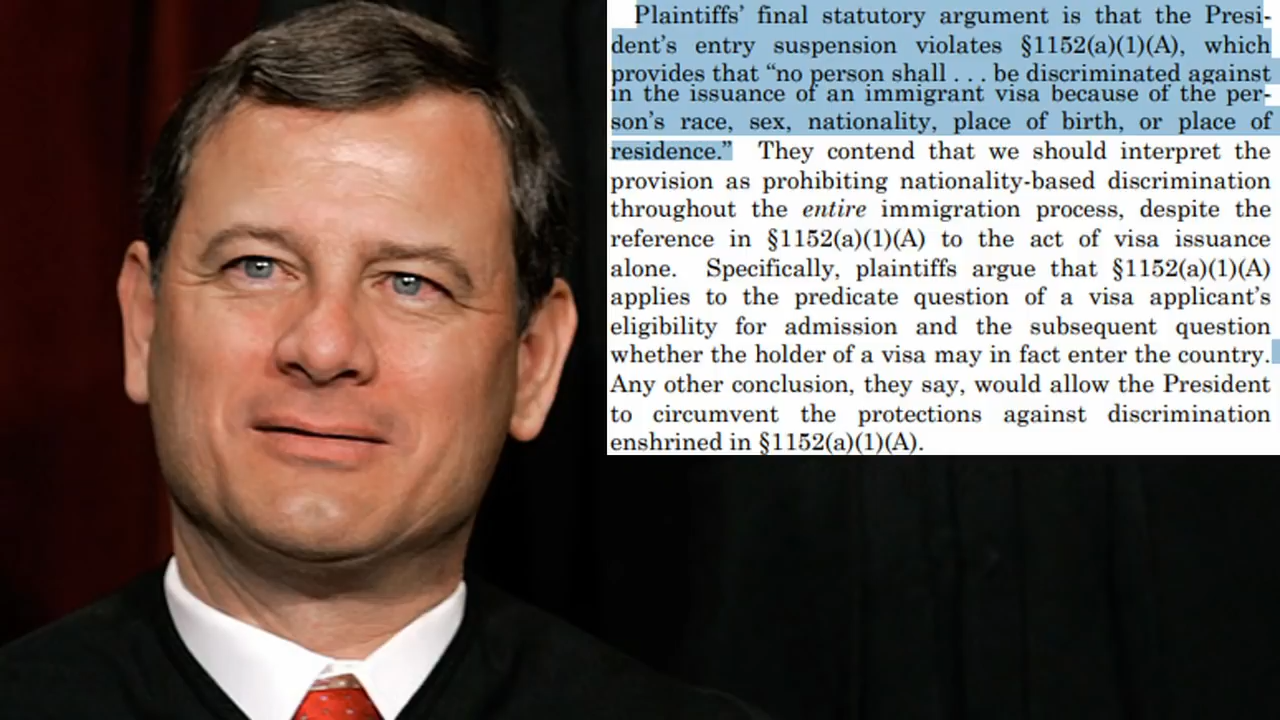 Plaintiffs’ final statutory argument is that the Presi-
dent’s entry suspension violates §1152(a)(1)(A), which
provides that “no person shall . . . be discriminated against
in the issuance of an immigrant visa because of the per-
son’s race, sex, nationality, place of birth, or place of
residence.” They contend that we should interpret the
provision as prohibiting nationality-based discrimination
throughout the entire immigration process, despite the
reference in §1152(a)(1)(A) to the act of visa issuance
alone. Specifically, plaintiffs argue that §1152(a)(1)(A)
applies to the predicate question of a visa applicant’s
eligibility for admission and the subsequent question
whether the holder of a visa may in fact enter the country.
Any other conclusion, they say, would allow the President
to circumvent the protections against discrimination
enshrined in §1152(a)(1)(A).